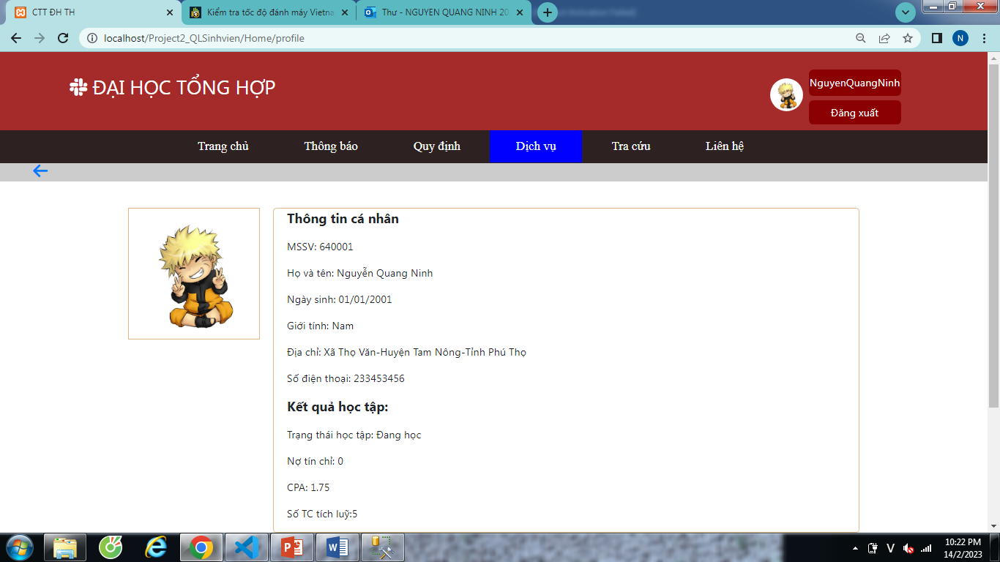 CTT ĐH TH
Kiểm tra tốc độ đánh máy Vietna
Thư - NGUYEN QUANG NINH 20
localhost/Project2_QLSinhvien/Home/profile
N
ĐẠI HỌC TỔNG HỢP
NguyenQuangNinh
Đăng xuất
Trang chủ
Thông báo
Quy định
Dịch vụ
Tra cứu
Liên hệ
Thông tin cá nhân
MSSV: 640001
Họ và tên: Nguyễn Quang Ninh
Ngày sinh: 01/01/2001
Giới tính: Nam
Địa chỉ: Xã Thọ Văn-Huyện Tam Nông-Tỉnh Phú Thọ
Số điện thoại: 233453456
Kết quả học tập:
Trạng thái học tập: Đang học
Nợ tín chỉ: 0
CPA: 1.75
Số TC tích luỹ:5
V
10:22 PM
14/2/2023